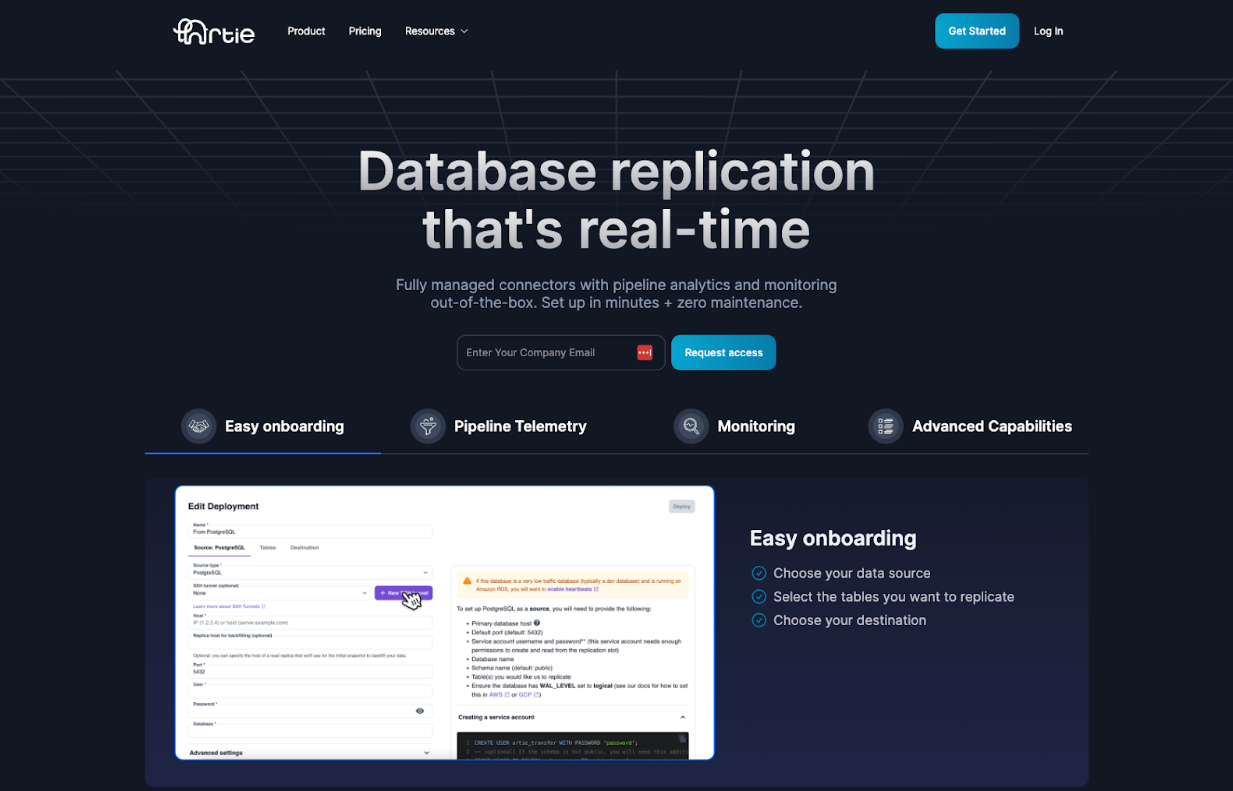 artie
Product
Pricing
Resources
Get Started
Log In
Database replication
that's real-time
Fully managed connectors with pipeline analytics and monitoring
out-of-the-box. Set up in minutes + zero maintenance.
Enter Your Company Email
Request access
Easy onboarding
Pipeline Telemetry
Monitoring
Advanced Capabilities
Edit Deployment
Deploy
Name *
From PostgreSQL
Source: PostgreSQL
Tables
Destination
Source type *
PostgreSQL
SSH tunnel (optional)
None
+ New
Learn more about SSH Tunnels
Host *
IP (1.2.3.4) or host (server.example.com)
Replica host for backfilling (optional)
Optional: you can specify the host of a read replica that we'll use for the initial snapshot to backfill your data.
Port *
5432
User *
Password *
Database *
Advanced settings
If this database is a very low traffic database (typically a dev database) and is running on
Amazon RDS, you will want to enable heartbeats
To set up PostgreSQL as a source, you will need to provide the following:
• Primary database host
• Default port (default: 5432)
• Service account username and password** (this service account needs enough
permissions to create and read from the replication slot)
• Database name
• Schema name (default: public)
• Table(s) you would like us to replicate
• Ensure the database has WAL_LEVEL set to logical (see our docs for how to set
this in AWS or GCP)
Creating a service account
1 CREATE USER artie_transfer WITH PASSWORD 'password';
2 -- (optional) If the schema is not public, you will need this additi
Easy onboarding
Choose your data source
Select the tables you want to replicate
Choose your destination